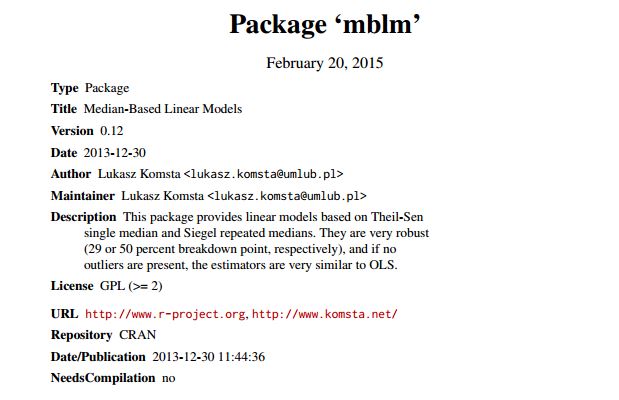 Package ‘mblm’
February 20, 2015
Type Package
Title Median-Based Linear Models
Version 0.12
Date 2013-12-30
Author Lukasz Komsta <lukasz.komsta@umlub.pl>
Maintainer Lukasz Komsta <lukasz.komsta@umlub.pl>
Description This package provides linear models based on Theil-Sen
single median and Siegel repeated medians. They are very robust
(29 or 50 percent breakdown point, respectively), and if no
outliers are present, the estimators are very similar to OLS.
License GPL (>= 2)
URL http://www.r-project.org, http://www.komsta.net/
Repository CRAN
Date/Publication 2013-12-30 11:44:36
NeedsCompilation no